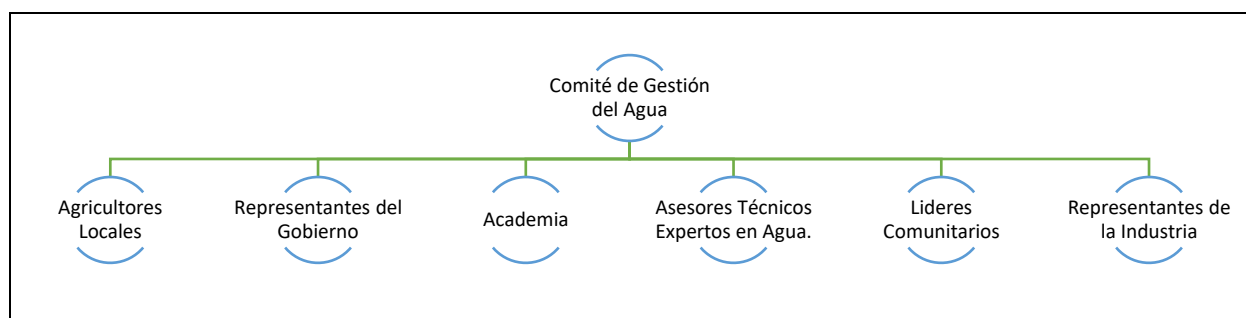 Comité de Gestión
del Agua
Agricultores
Locales
Representantes del
Gobierno
Academia
Asesores Técnicos
Expertos en Agua.
Lideres
Comunitarios
Representantes de
la Industria